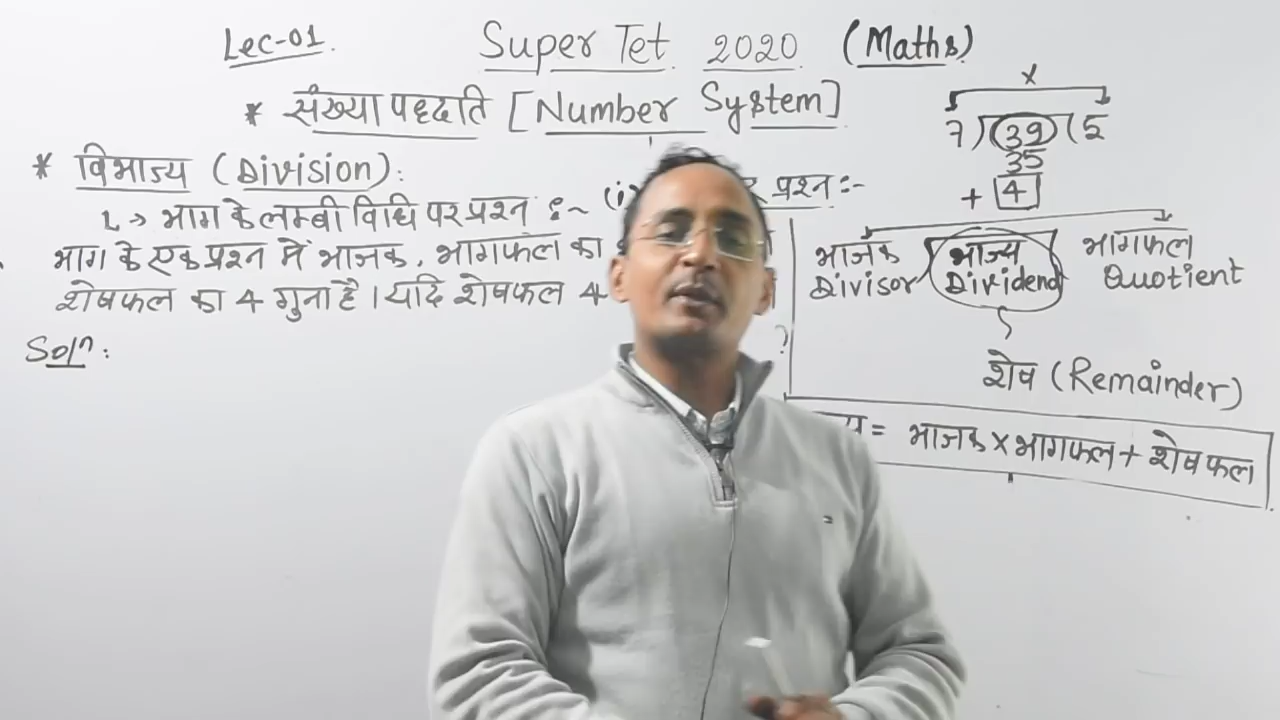 Lec-01.
Super Tet 2020 (Maths)
* संख्या पद्धति [Number System]
* विभाज्य (Division):
1. → भाग के लम्बी विधि पर प्रश्न :~
भाग के एक प्रश्न में भाजक, भागफल का
शेषफल का 4 गुना है। यदि शेषफल 4
?
Solⁿ:
(i) प्रश्न:-
x
7) 39 (5
35
+ 4
भाजक भाज्य भागफल
Divisor Dividend Quotient
शेष (Remainder)
= भाजक × भागफल + शेषफल